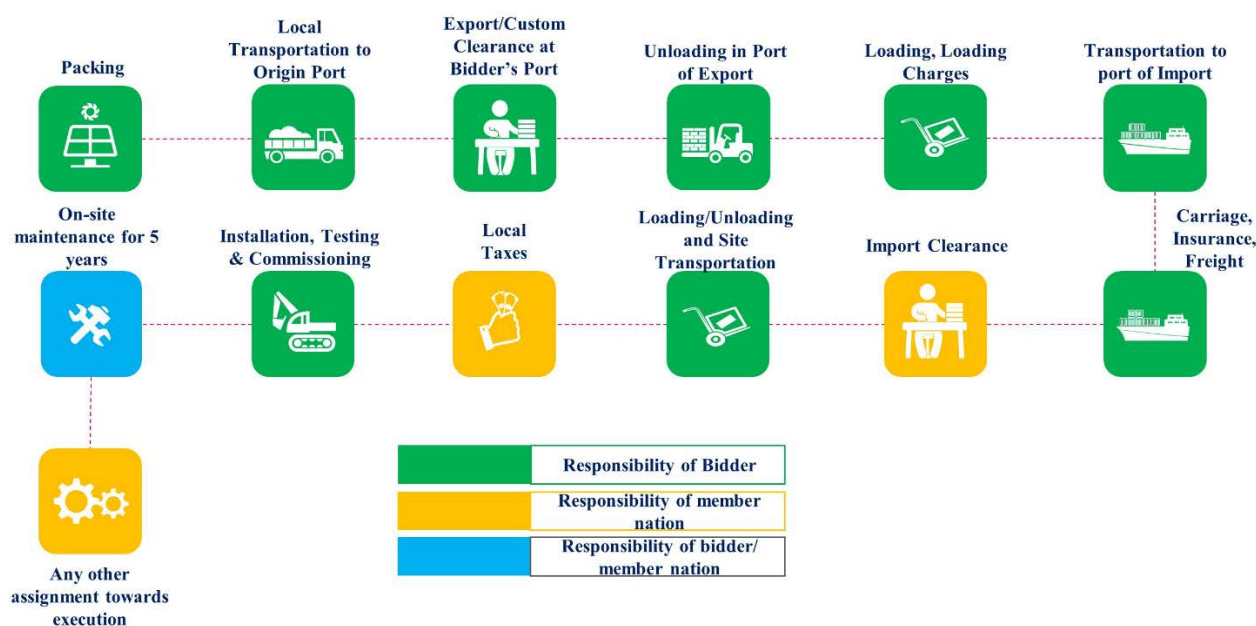 Packing
Local
Transportation to
Origin Port
Export/Custom
Clearance at
Bidder’s Port
Unloading in Port
of Export
Loading, Loading
Charges
Transportation to
port of Import
On-site
maintenance for 5
years
Installation, Testing
& Commissioning
Local
Taxes
Loading/Unloading
and Site
Transportation
Import Clearance
Carriage,
Insurance,
Freight
Any other
assignment towards
execution
Responsibility of Bidder
Responsibility of member
nation
Responsibility of bidder/
member nation